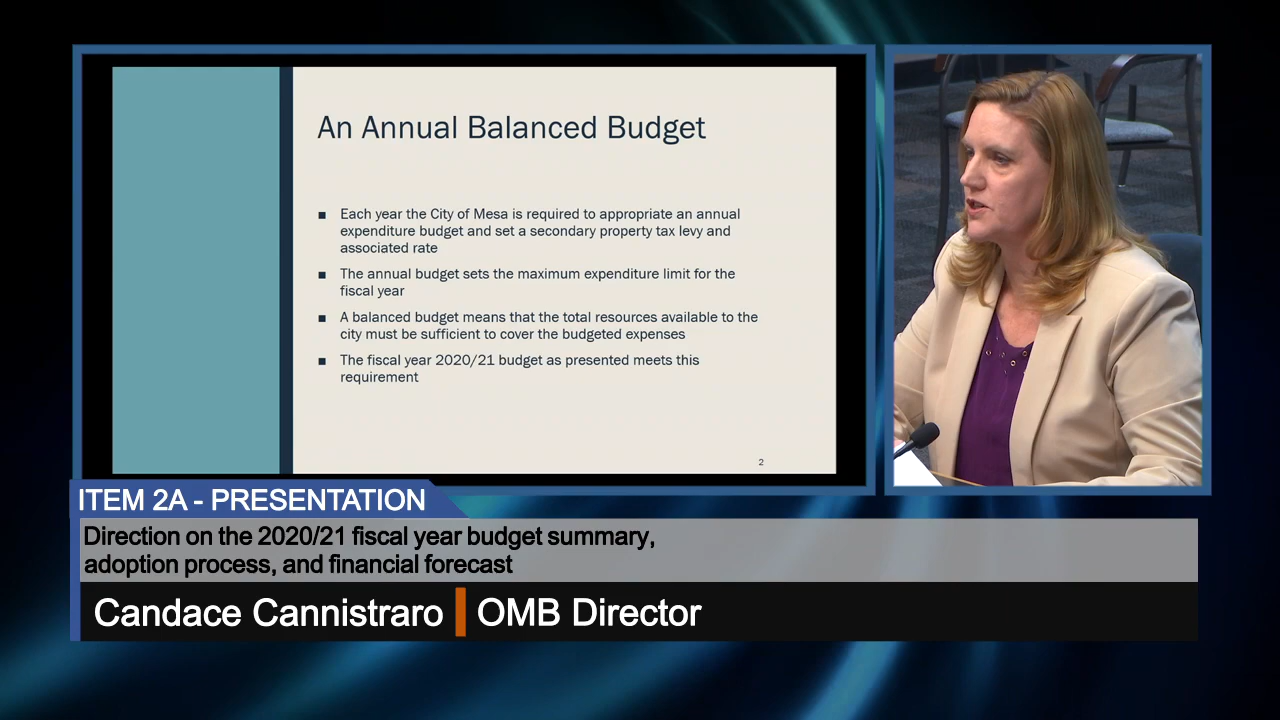 An Annual Balanced Budget
■ Each year the City of Mesa is required to appropriate an annual
expenditure budget and set a secondary property tax levy and
associated rate
■ The annual budget sets the maximum expenditure limit for the
fiscal year
■ A balanced budget means that the total resources available to the
city must be sufficient to cover the budgeted expenses
■ The fiscal year 2020/21 budget as presented meets this
requirement
2
ITEM 2A - PRESENTATION
Direction on the 2020/21 fiscal year budget summary,
adoption process, and financial forecast
Candace Cannistraro | OMB Director